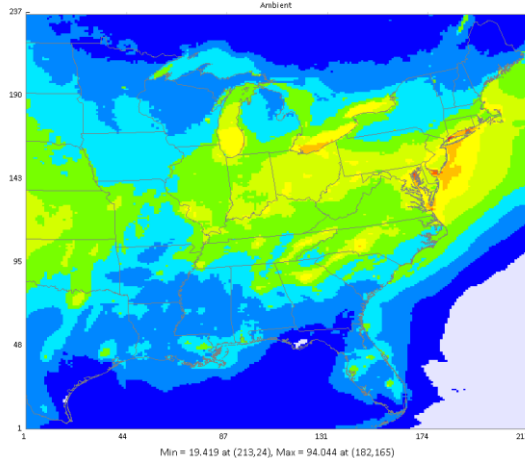 Ambient
237
190
143
95
48
1
1 44 87 131 174 21
Min = 19.419 at (213,24), Max = 94.044 at (182,165)